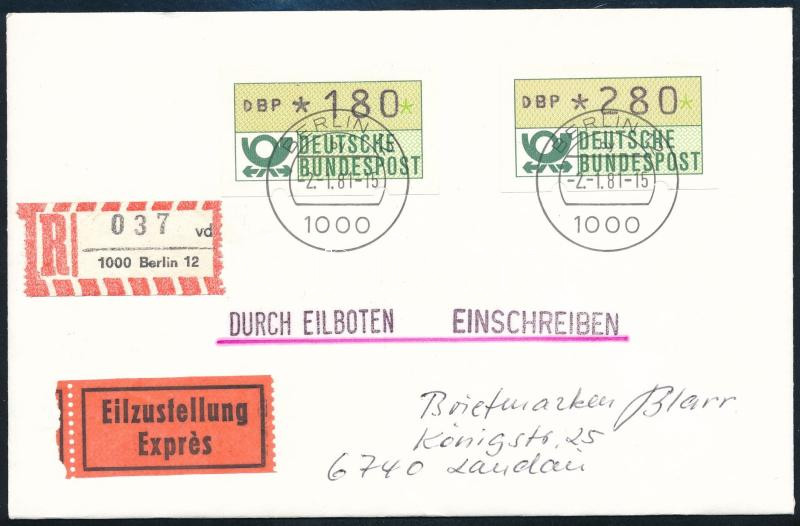 DBP *180*
DEUTSCHE
BUNDESPOST
BERLIN
-2.-1.81-15
1000
DBP *280*
DEUTSCHE
BUNDESPOST
BERLIN
-2.-1.81-15
1000
R
037 vd
1000 Berlin 12
DURCH EILBOTEN EINSCHREIBEN
Eilzustellung
Exprès
Briefmarken Blarr
Königstr. 25
6740 Landau